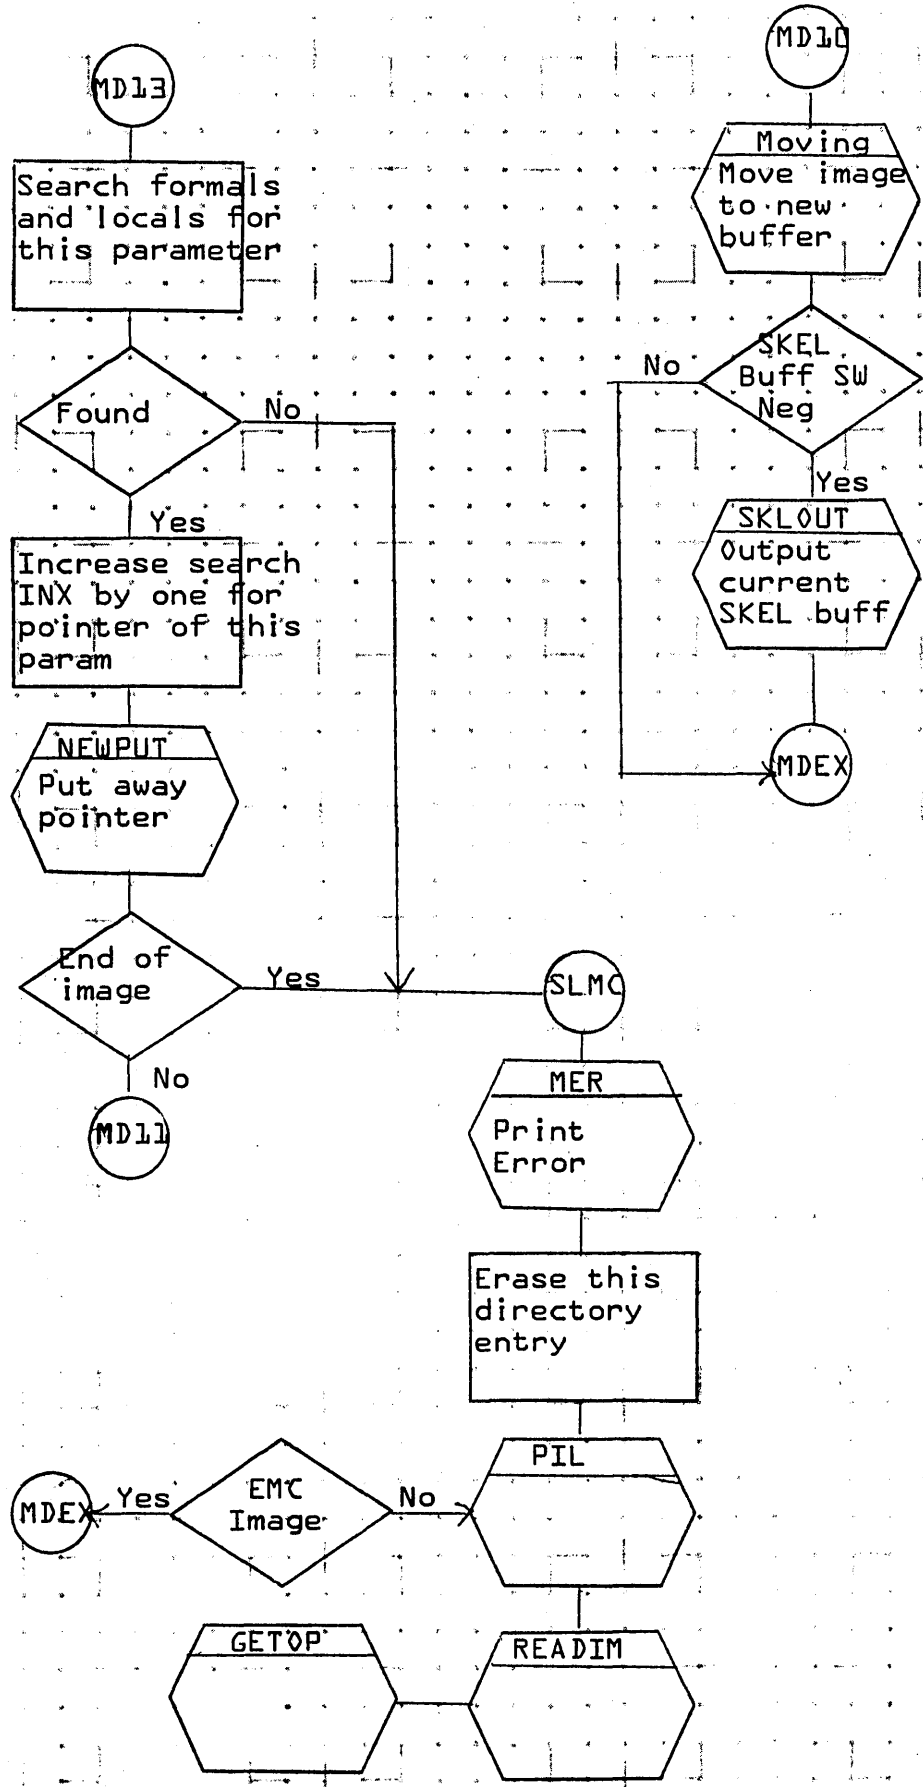 MD13
Search formals
and locals for
this parameter
Found
No
Yes
Increase search
INX by one for
pointer of this
param
NEWPUT
Put away
pointer
End of
image
Yes
No
MD11
MD10
Moving
Move image
to new
buffer
SKEL
Buff SW
Neg
No
Yes
SKLOUT
Output
current
SKEL buff
MDEX
SLMC
MER
Print
Error
Erase this
directory
entry
PIL
EMC
Image
No
Yes
MDEX
READIM
GETOP